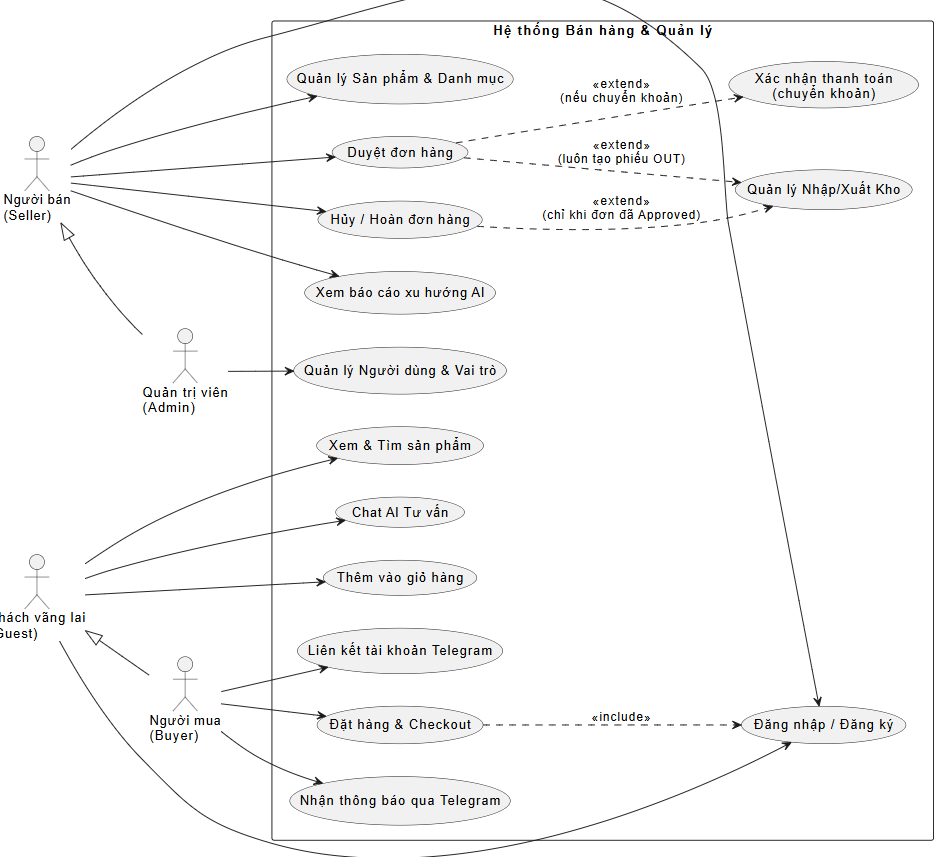 Hệ thống Bán hàng & Quản lý
Quản lý Sản phẩm & Danh mục
«extend»
(nếu chuyển khoản)
Xác nhận thanh toán
(chuyển khoản)
Duyệt đơn hàng
«extend»
(luôn tạo phiếu OUT)
Quản lý Nhập/Xuất Kho
Người bán
(Seller)
Hủy / Hoàn đơn hàng
«extend»
(chỉ khi đơn đã Approved)
Xem báo cáo xu hướng AI
Quản trị viên
(Admin)
Quản lý Người dùng & Vai trò
Xem & Tìm sản phẩm
Chat AI Tư vấn
Thêm vào giỏ hàng
hách vãng lai
Guest)
Liên kết tài khoản Telegram
Người mua
(Buyer)
Đặt hàng & Checkout
«include»
Đăng nhập / Đăng ký
Nhận thông báo qua Telegram